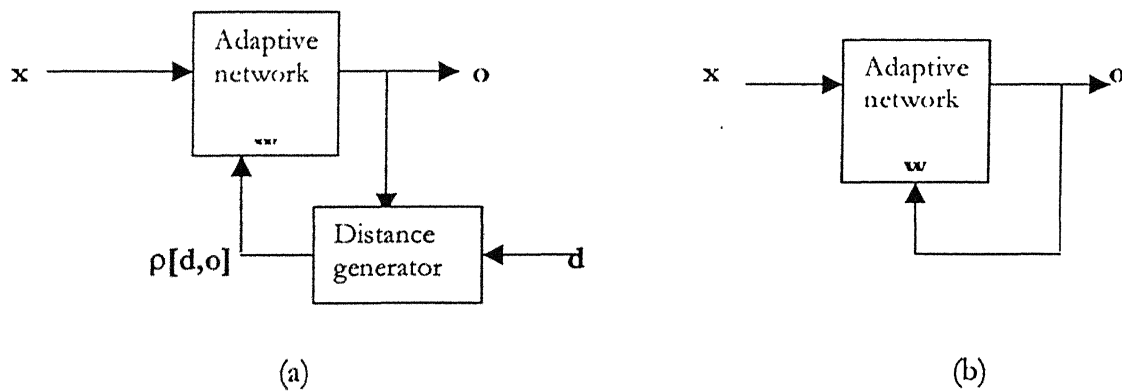 Adaptive
network
x
o
Distance
generator
ρ[d,o]
d
(a)
Adaptive
network
x
o
w
(b)